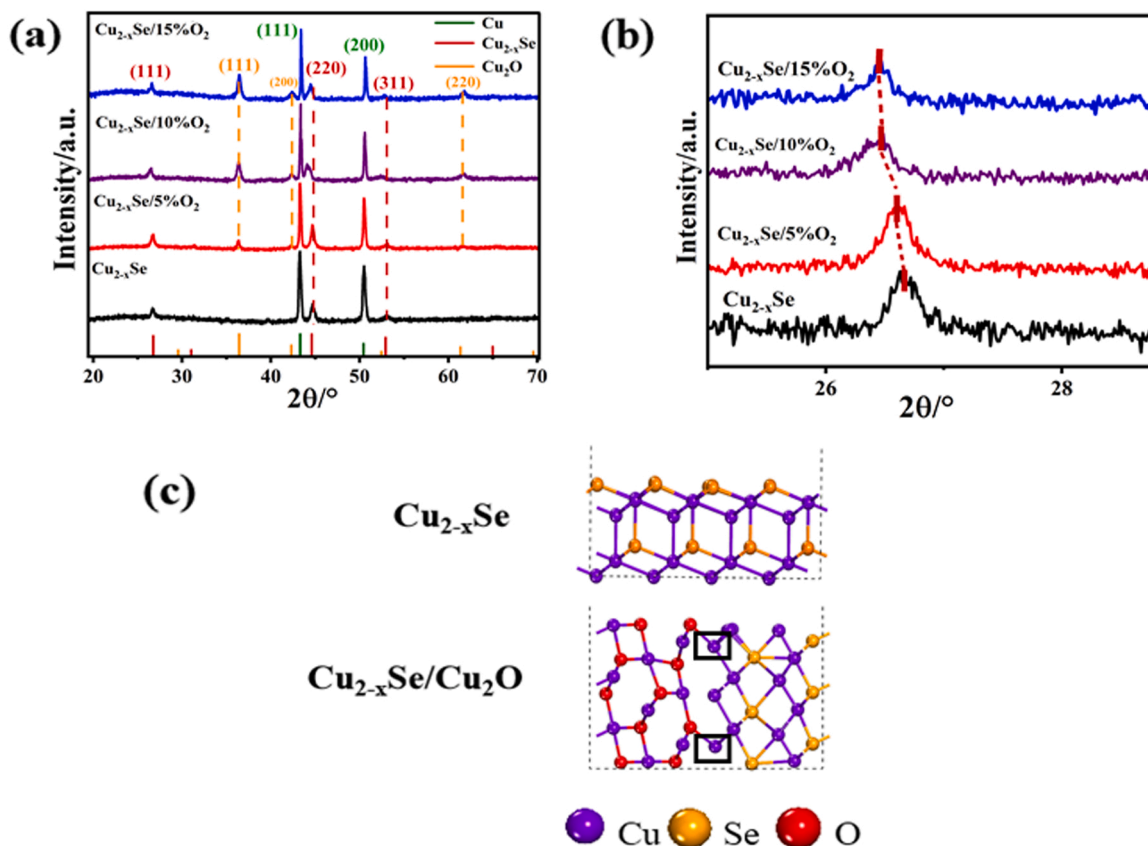 (a)
Cu₂₋ₓSe/15%O₂
(111)
(200)
Cu
Cu₂₋ₓSe
Cu₂O
(111)
(111)
(200)
(220)
(311)
(220)
Cu₂₋ₓSe/10%O₂
Cu₂₋ₓSe/5%O₂
Cu₂₋ₓSe
Intensity/a.u.
20 30 40 50 60 70
2θ/°
(b)
Cu₂₋ₓSe/15%O₂
Cu₂₋ₓSe/10%O₂
Cu₂₋ₓSe/5%O₂
Cu₂₋ₓSe
Intensity/a.u.
26 28
2θ/°
(c)
Cu₂₋ₓSe
Cu₂₋ₓSe/Cu₂O
Cu Se O